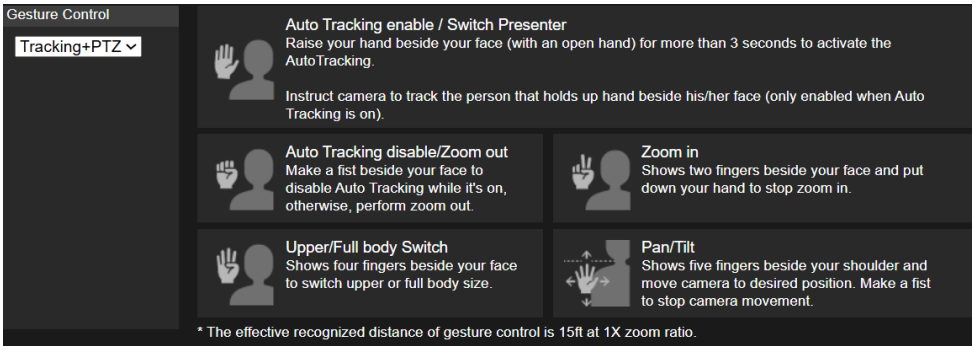 Gesture Control
Tracking+PTZ
Auto Tracking enable / Switch Presenter
Raise your hand beside your face (with an open hand) for more than 3 seconds to activate the
AutoTracking.
Instruct camera to track the person that holds up hand beside his/her face (only enabled when Auto
Tracking is on).
Auto Tracking disable/Zoom out
Make a fist beside your face to
disable Auto Tracking while it's on,
otherwise, perform zoom out.
Zoom in
Shows two fingers beside your face and put
down your hand to stop zoom in.
Upper/Full body Switch
Shows four fingers beside your face
to switch upper or full body size.
Pan/Tilt
Shows five fingers beside your shoulder and
move camera to desired position. Make a fist
to stop camera movement.
* The effective recognized distance of gesture control is 15ft at 1X zoom ratio.